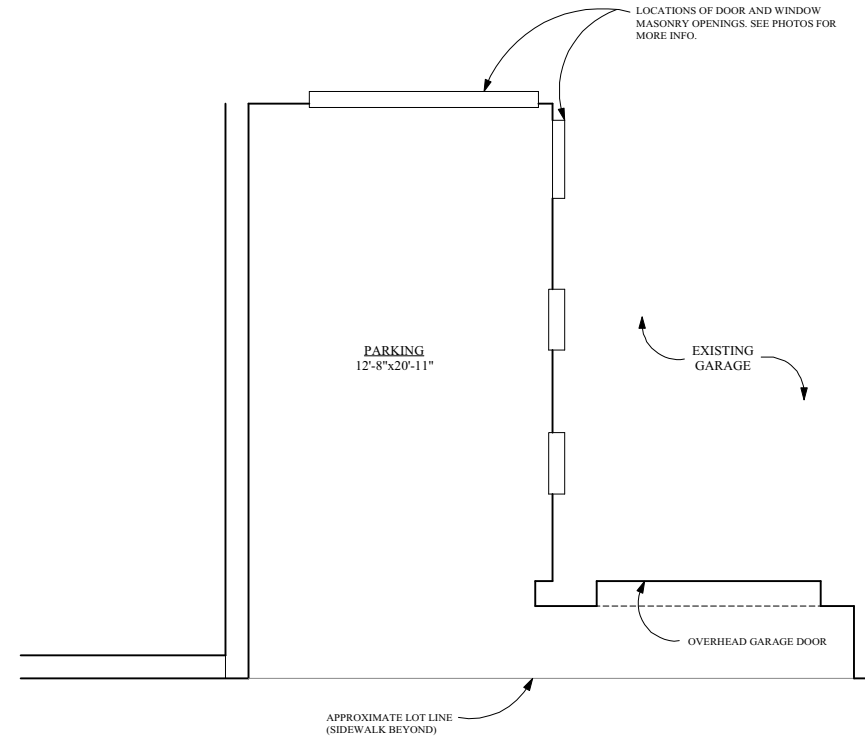 LOCATIONS OF DOOR AND WINDOW
MASONRY OPENINGS. SEE PHOTOS FOR
MORE INFO.
PARKING
12'-8"x20'-11"
EXISTING
GARAGE
OVERHEAD GARAGE DOOR
APPROXIMATE LOT LINE
(SIDEWALK BEYOND)